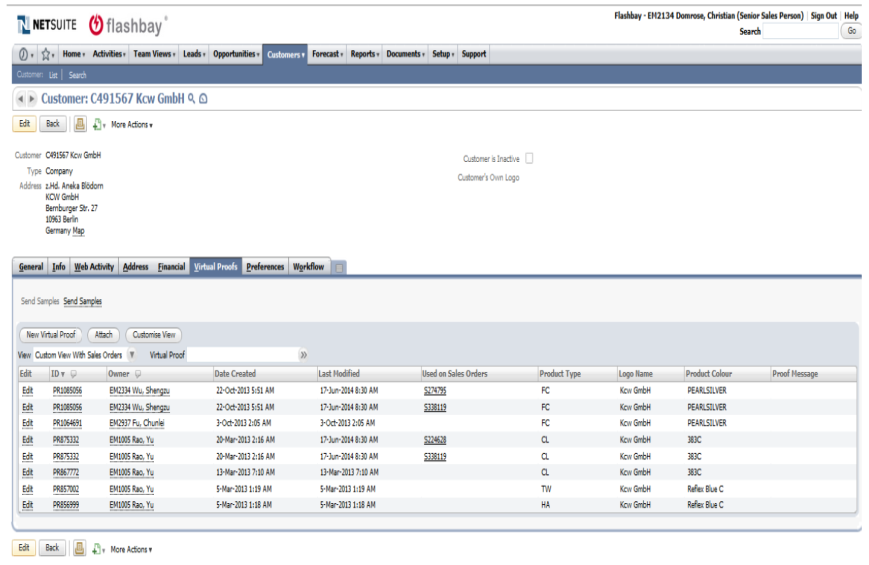 NETSUITE flashbay®
Flashbay - EM2134 Domrose, Christian (Senior Sales Person) | Sign Out | Help
Search Go
Home Activities Team Views Leads Opportunities Customers Forecast Reports Documents Setup Support
Customer: List | Search
Customer: C491567 Kcw GmbH
Edit Back More Actions
Customer C491567 Kcw GmbH
Customer is Inactive
Type Company
Customer's Own Logo
Address z.Hd. Aneka Blödorn
KCW GmbH
Bernburger Str. 27
10963 Berlin
Germany Map
General Info Web Activity Address Financial Virtual Proofs Preferences Workflow
Send Samples Send Samples
New Virtual Proof Attach Customise View
View Custom View With Sales Orders Virtual Proof
Edit ID Owner Date Created Last Modified Used on Sales Orders Product Type Logo Name Product Colour Proof Message
Edit PR1085056 EM2334 Wu, Shengzu 22-Oct-2013 5:51 AM 17-Jun-2014 8:30 AM S274795 FC Kcw GmbH PEARLSILVER
Edit PR1085056 EM2334 Wu, Shengzu 22-Oct-2013 5:51 AM 17-Jun-2014 8:30 AM S338119 FC Kcw GmbH PEARLSILVER
Edit PR1064691 EM2937 Fu, Chunlei 3-Oct-2013 2:05 AM 3-Oct-2013 2:05 AM FC Kcw GmbH PEARLSILVER
Edit PR875332 EM1005 Rao, Yu 20-Mar-2013 2:16 AM 17-Jun-2014 8:30 AM S224628 CL Kcw GmbH 383C
Edit PR875332 EM1005 Rao, Yu 20-Mar-2013 2:16 AM 17-Jun-2014 8:30 AM S338119 CL Kcw GmbH 383C
Edit PR867772 EM1005 Rao, Yu 13-Mar-2013 7:10 AM 13-Mar-2013 7:10 AM CL Kcw GmbH 383C
Edit PR857002 EM1005 Rao, Yu 5-Mar-2013 1:19 AM 5-Mar-2013 1:19 AM TW Kcw GmbH Reflex Blue C
Edit PR856999 EM1005 Rao, Yu 5-Mar-2013 1:18 AM 5-Mar-2013 1:18 AM HA Kcw GmbH Reflex Blue C
Edit Back More Actions